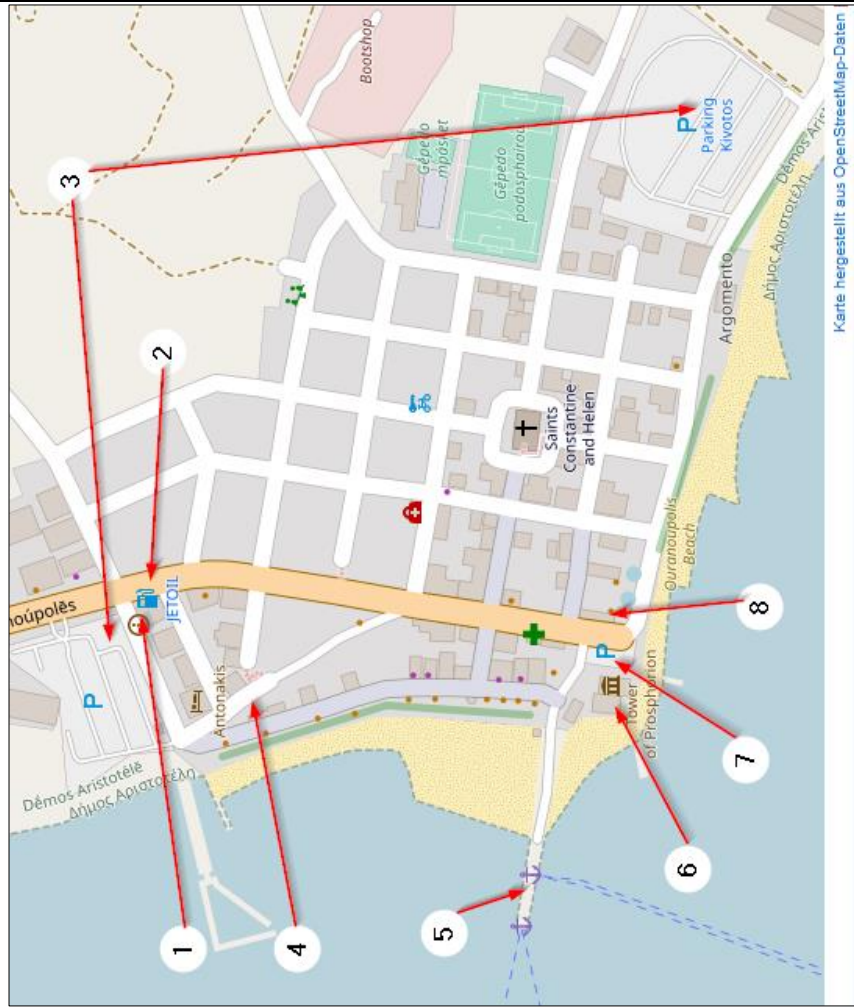 1
2
3
4
5
6
7
8
noúpolēs
JETOIL
P
Antonakis
Dēmos Aristotélē
Δήμος Αριστοτέλη
Bootshop
Gēpedo
mpásket
Gēpedo
podosphairou
P
Parking
Kivotos
Saints
Constantine
and Helen
Argomento
Dēmos Arist
Δήμος Αριστοτέλη
Ouranoupolis
Beach
P
Tower
of Prosphorion
Karte hergestellt aus OpenStreetMap-Daten |